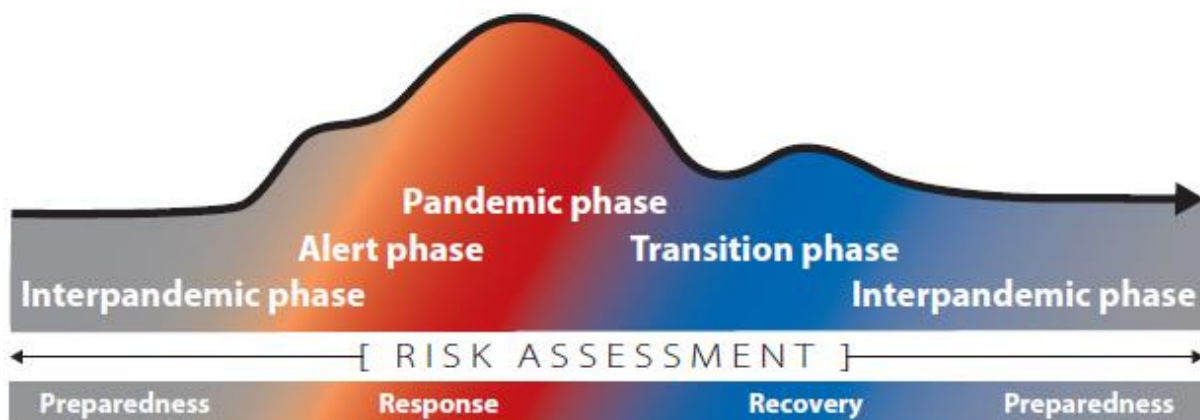 Pandemic phase
Alert phase
Transition phase
Interpandemic phase
Interpandemic phase
[ RISK ASSESSMENT ]
Preparedness
Response
Recovery
Preparedness